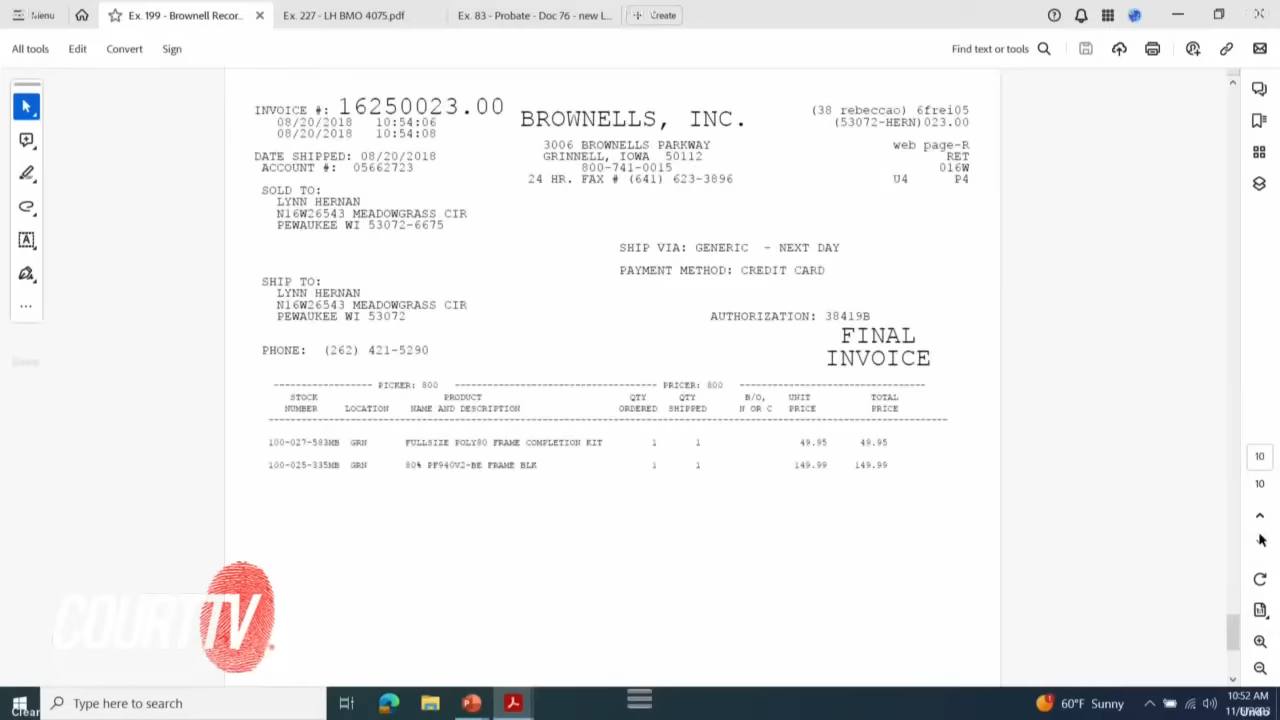 Menu
Ex. 199 - Brownell Recor...
Ex. 227 - LH BMO 4075.pdf
Ex. 83 - Probate - Doc 76 - new L...
Create
All tools Edit Convert Sign
Find text or tools
INVOICE #: 16250023.00
08/20/2018 10:54:06
08/20/2018 10:54:08
DATE SHIPPED: 08/20/2018
ACCOUNT #: 05662723
BROWNELLS, INC.
3006 BROWNELLS PARKWAY
GRINNELL, IOWA 50112
800-741-0015
24 HR. FAX # (641) 623-3896
(38 rebeccao) 6frei05
(53072-HERN)023.00
web page-R
RET
016W
U4 P4
SOLD TO:
LYNN HERNAN
N16W26543 MEADOWGRASS CIR
PEWAUKEE WI 53072-6675
SHIP VIA: GENERIC - NEXT DAY
PAYMENT METHOD: CREDIT CARD
SHIP TO:
LYNN HERNAN
N16W26543 MEADOWGRASS CIR
PEWAUKEE WI 53072
AUTHORIZATION: 38419B
FINAL
INVOICE
PHONE: (262) 421-5290
PICKER: 800 PRICER: 800
STOCK PRODUCT QTY QTY B/O, UNIT TOTAL
NUMBER LOCATION NAME AND DESCRIPTION ORDERED SHIPPED N OR C PRICE PRICE
100-027-583MB GRN FULLSIZE POLY80 FRAME COMPLETION KIT 1 1 49.95 49.95
100-025-335MB GRN 80% PF940V2-BE FRAME BLK 1 1 149.99 149.99
10
10
COURT TV
Type here to search
60°F Sunny
10:52 AM
Clear
Undo